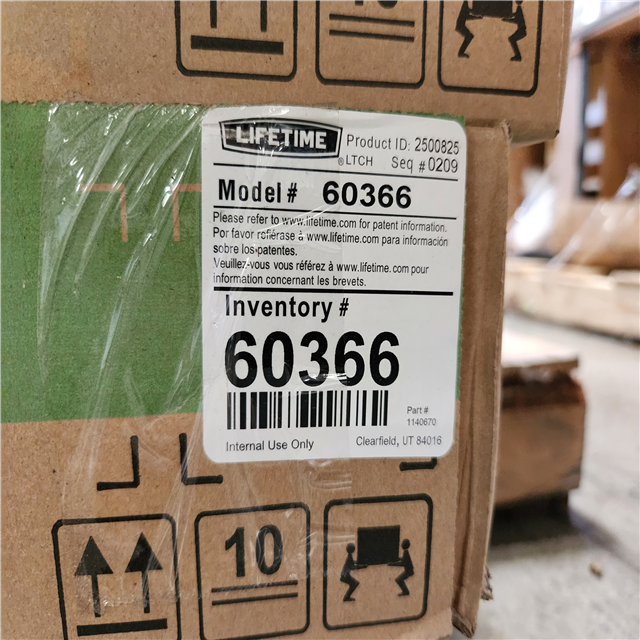 LIFETIME
®LTCH
Product ID: 2500825
Seq #0209
Model # 60366
Please refer to www.lifetime.com for patent information.
Por favor refiérase a www.lifetime.com para información
sobre los patentes.
Veuillez-vous vous référez à www.lifetime.com pour
information concernant les brevets.
Inventory #
60366
Part #
1140670
Internal Use Only
Clearfield, UT 84016
10